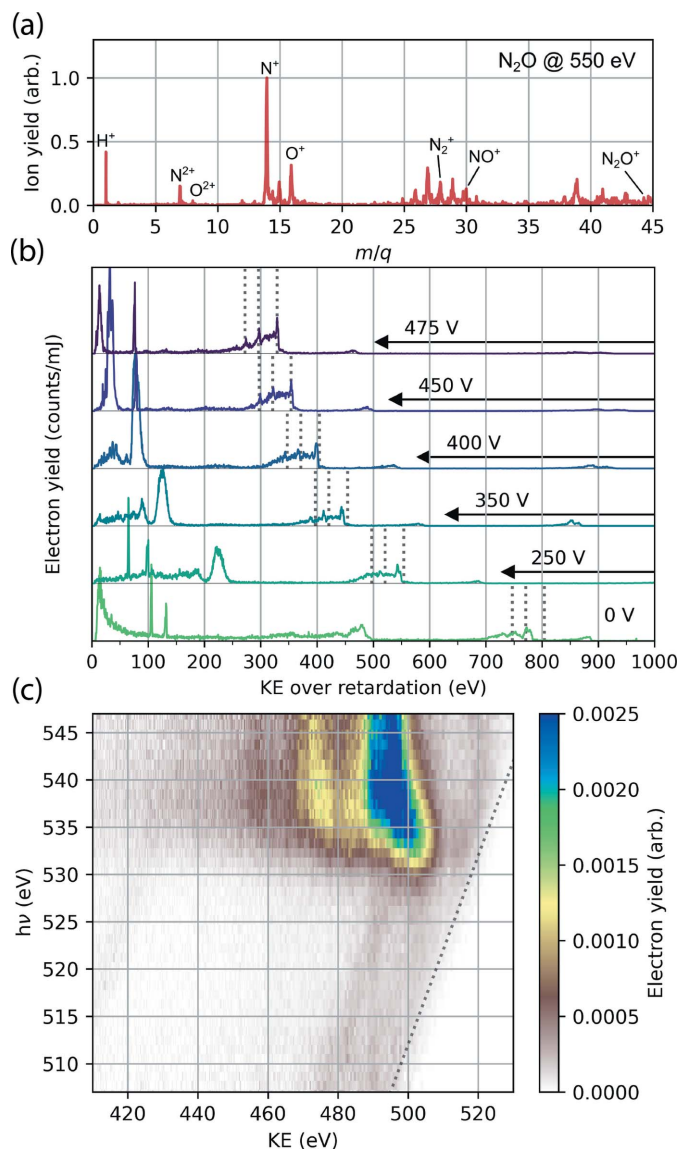 (a)
N₂O @ 550 eV
Ion yield (arb.)
1.0
0.5
0.0
H⁺
N²⁺
O²⁺
N⁺
O⁺
N₂⁺
NO⁺
N₂O⁺
0 5 10 15 20 25 30 35 40 45
m/q
(b)
Electron yield (counts/mJ)
475 V
450 V
400 V
350 V
250 V
0 V
0 100 200 300 400 500 600 700 800 900 1000
KE over retardation (eV)
(c)
hν (eV)
545
540
535
530
525
520
515
510
420 440 460 480 500 520
KE (eV)
0.0025
0.0020
0.0015
0.0010
0.0005
0.0000
Electron yield (arb.)